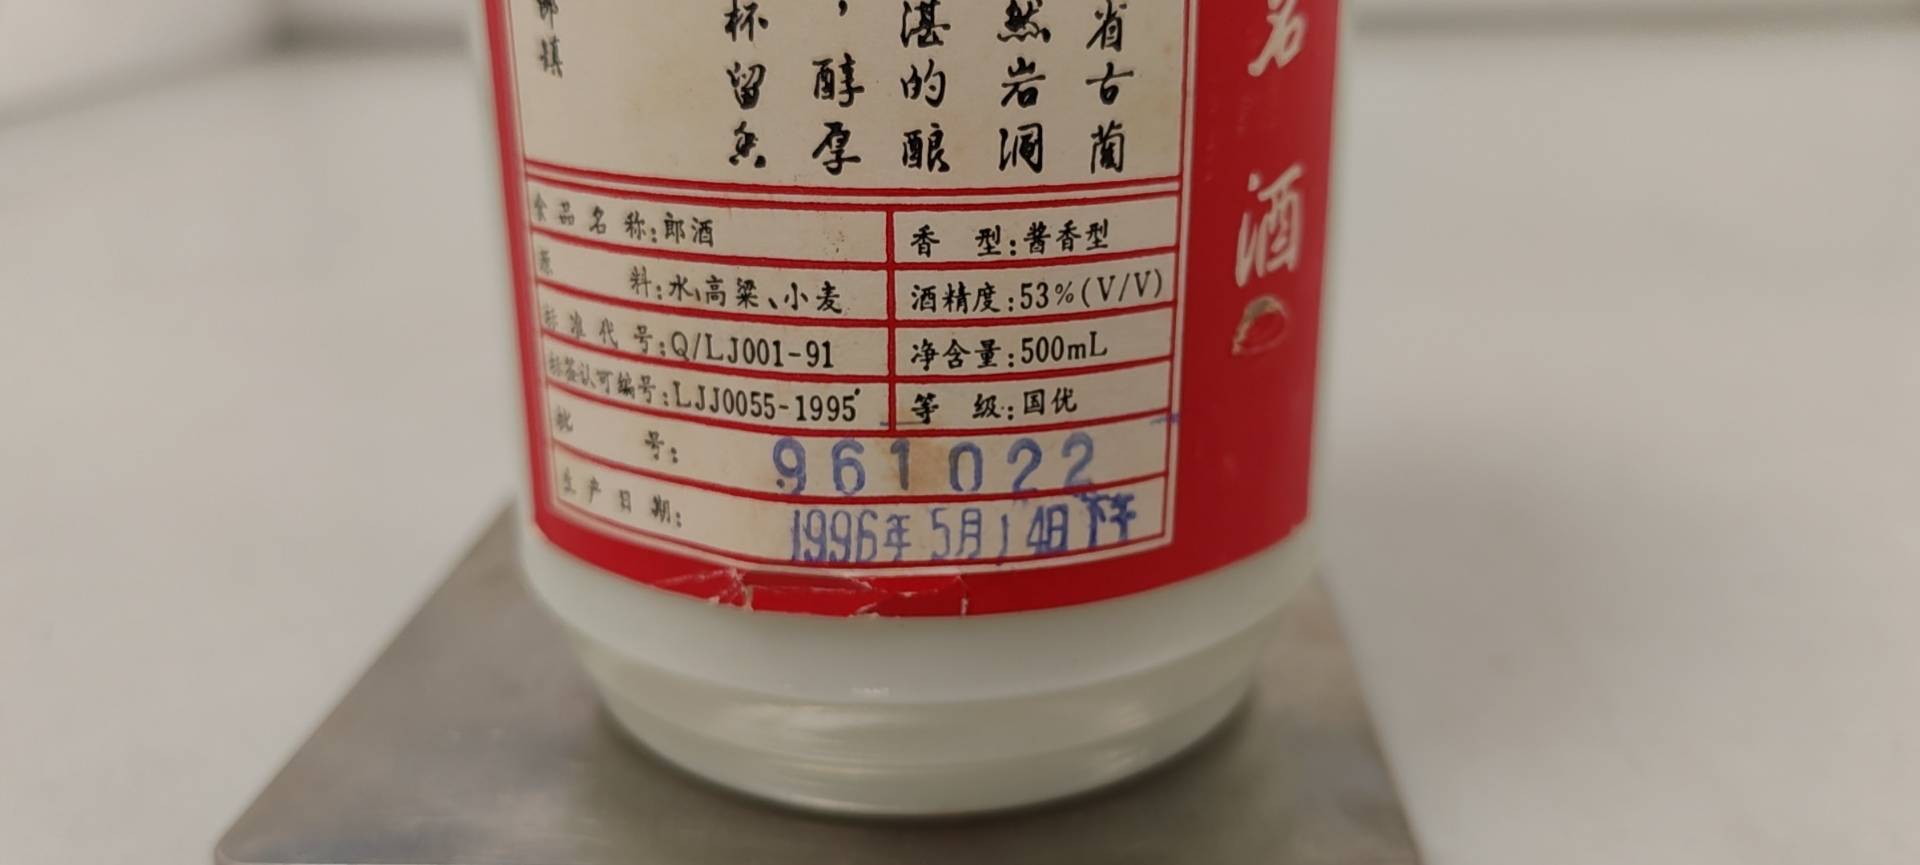 名酒
省古蔺
然岩洞
湛的酿
，醇厚
杯留香
郎镇
食品名称:郎酒
香型:酱香型
原料:水、高粱、小麦
酒精度:53%(V/V)
标准代号:Q/LJ001-91
净含量:500mL
标签认可编号:LJJ0055-1995
等级:国优
批号: 961022
生产日期: 1996年5月14日下午